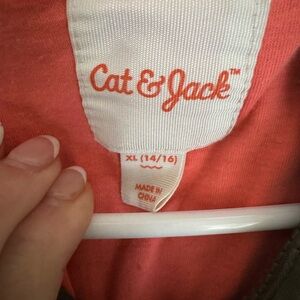 Cat & Jack™
XL (14/16)
MADE IN
CHINA